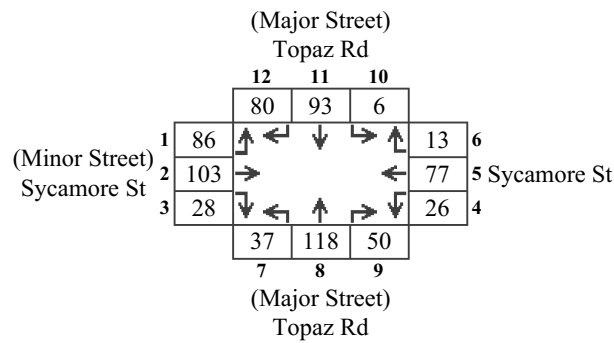 (Major Street)
Topaz Rd
12 11 10
80 93 6
1 86 13 6
(Minor Street)
Sycamore St
2 103 77 5 Sycamore St
3 28 26 4
37 118 50
7 8 9
(Major Street)
Topaz Rd